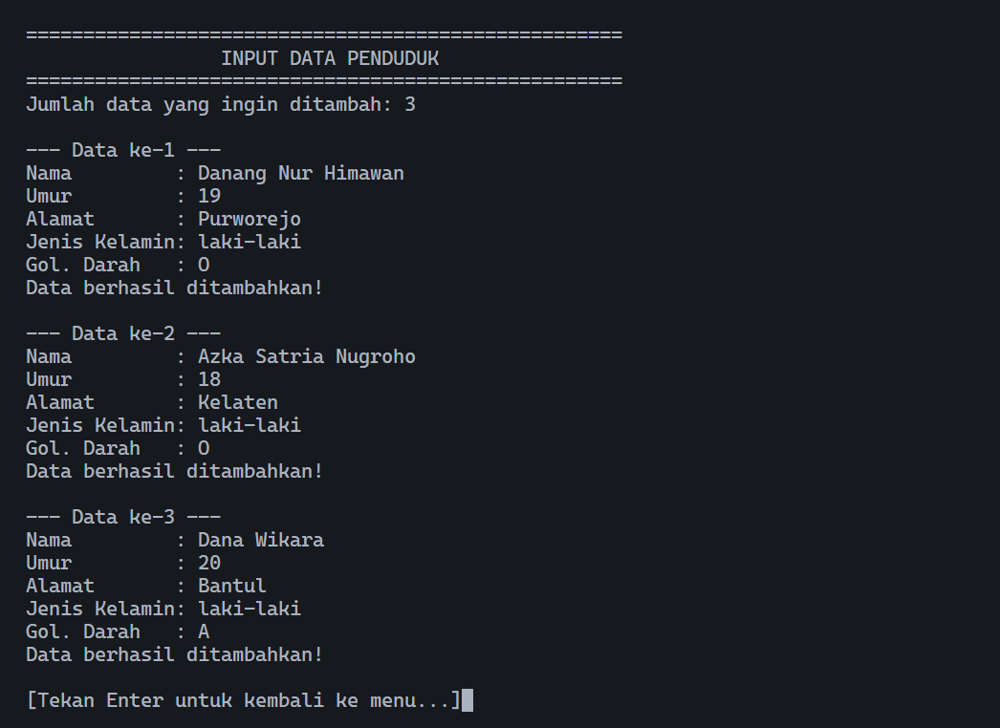 ====================================================
INPUT DATA PENDUDUK
====================================================
Jumlah data yang ingin ditambah: 3
--- Data ke-1 ---
Nama         : Danang Nur Himawan
Umur         : 19
Alamat       : Purworejo
Jenis Kelamin: laki-laki
Gol. Darah   : O
Data berhasil ditambahkan!
--- Data ke-2 ---
Nama         : Azka Satria Nugroho
Umur         : 18
Alamat       : Kelaten
Jenis Kelamin: laki-laki
Gol. Darah   : O
Data berhasil ditambahkan!
--- Data ke-3 ---
Nama         : Dana Wikara
Umur         : 20
Alamat       : Bantul
Jenis Kelamin: laki-laki
Gol. Darah   : A
Data berhasil ditambahkan!
[Tekan Enter untuk kembali ke menu...]